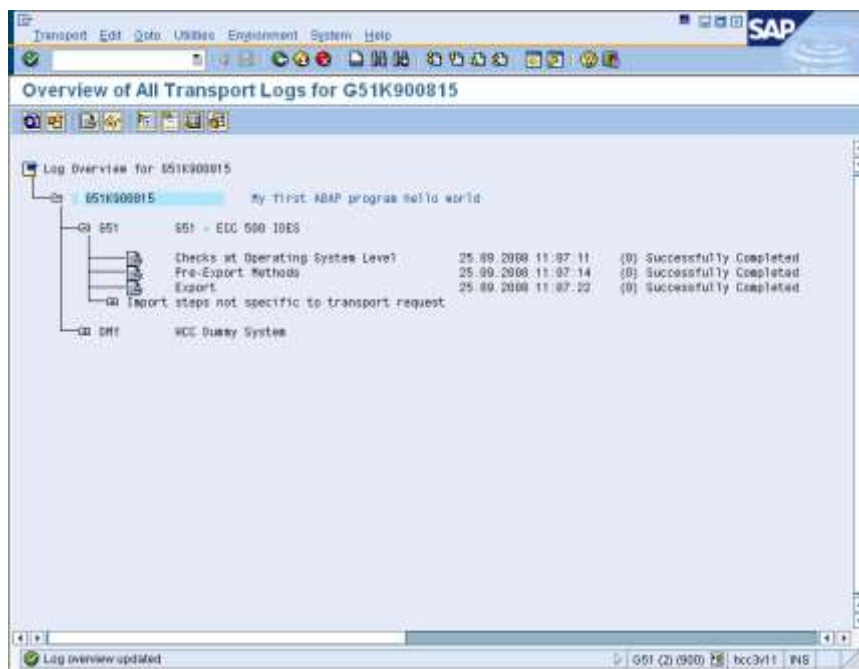 Transport Edit Goto Utilities Environment System Help
SAP
Overview of All Transport Logs for G51K900815
Log Overview for G51K900815
G51K900815 My first ABAP program hello world
G51 G51 - ECC 500 IDES
Checks at Operating System Level 25.09.2008 11:07:11 (0) Successfully Completed
Pre-Export Methods 25.09.2008 11:07:14 (0) Successfully Completed
Export 25.09.2008 11:07:22 (0) Successfully Completed
Import steps not specific to transport request
DMY HCC Dummy System
Log overview updated G51 (2) (900) hcc3v11 INS